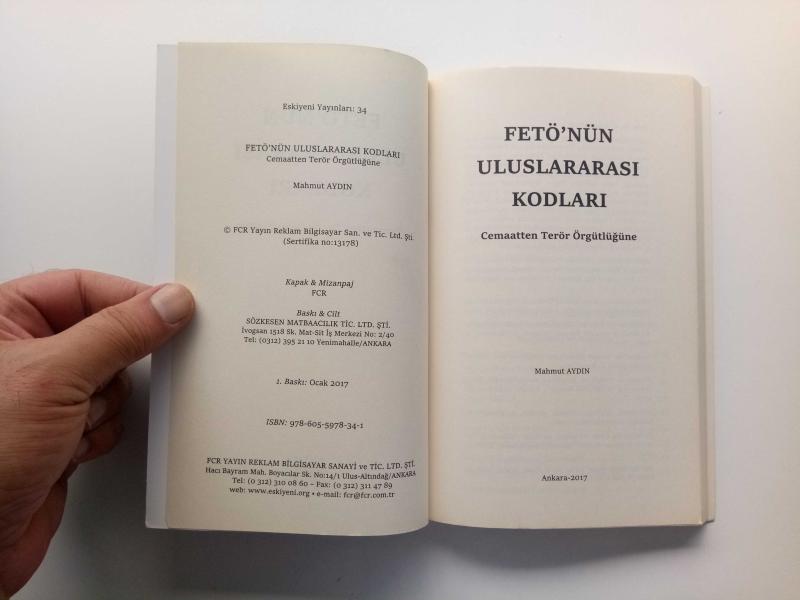 Eskiyeni Yayınları: 34
FETÖ'NÜN ULUSLARARASI KODLARI
Cemaatten Terör Örgütlüğüne
Mahmut AYDIN
© FCR Yayın Reklam Bilgisayar San. ve Tic. Ltd. Şti.
(Sertifika no:13178)
Kapak & Mizanpaj
FCR
Baskı & Cilt
SÖZKESEN MATBAACILIK TİC. LTD. ŞTİ.
İvogsan 1518 Sk. Mat-Sit İş Merkezi No: 2/40
Tel: (0312) 395 21 10 Yenimahalle/ANKARA
1. Baskı: Ocak 2017
ISBN: 978-605-5978-34-1
FCR YAYIN REKLAM BİLGİSAYAR SANAYİ ve TİC. LTD. ŞTİ.
Hacı Bayram Mah. Boyacılar Sk. No:14/1 Ulus-Altındağ/ANKARA
Tel: (0 312) 310 08 60 – Fax: (0 312) 311 47 89
web: www.eskiyeni.org • e-mail: fcr@fcr.com.tr
FETÖ'NÜN
ULUSLARARASI
KODLARI
Cemaatten Terör Örgütlüğüne
Mahmut AYDIN
Ankara-2017